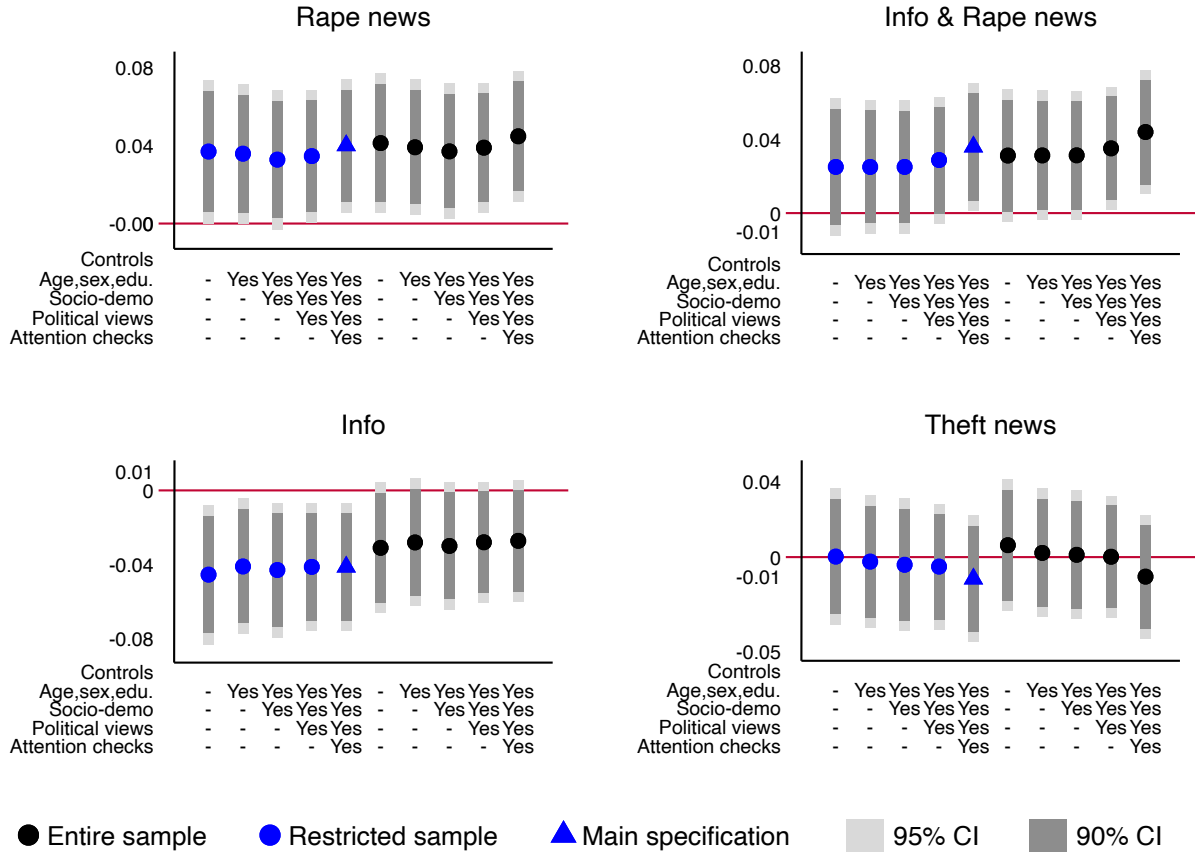 Rape news
0.08
0.04
-0.00
0
Controls
Age,sex,edu. - Yes Yes Yes Yes - Yes Yes Yes Yes
Socio-demo - - Yes Yes Yes - - Yes Yes Yes
Political views - - - Yes Yes - - - Yes Yes
Attention checks - - - - Yes - - - - Yes
Info & Rape news
0.08
0.04
0
-0.01
Controls
Age,sex,edu. - Yes Yes Yes Yes - Yes Yes Yes Yes
Socio-demo - - Yes Yes Yes - - Yes Yes Yes
Political views - - - Yes Yes - - - Yes Yes
Attention checks - - - - Yes - - - - Yes
Info
0.01
0
-0.04
-0.08
Controls
Age,sex,edu. - Yes Yes Yes Yes - Yes Yes Yes Yes
Socio-demo - - Yes Yes Yes - - Yes Yes Yes
Political views - - - Yes Yes - - - Yes Yes
Attention checks - - - - Yes - - - - Yes
Theft news
0.04
0
-0.01
-0.05
Controls
Age,sex,edu. - Yes Yes Yes Yes - Yes Yes Yes Yes
Socio-demo - - Yes Yes Yes - - Yes Yes Yes
Political views - - - Yes Yes - - - Yes Yes
Attention checks - - - - Yes - - - - Yes
Entire sample Restricted sample Main specification 95% CI 90% CI